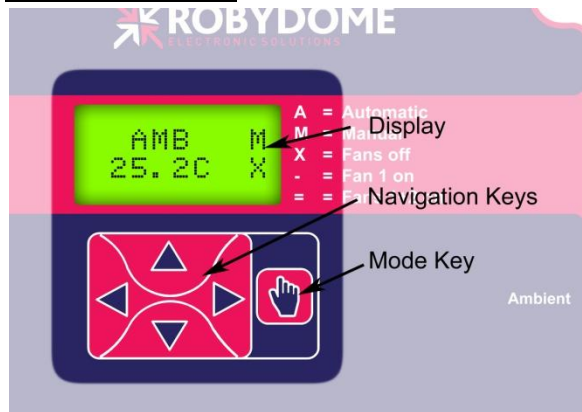 ROBYDOME
ELECTRONIC SOLUTIONS
AMB M
25.2C X
A = Automatic
M = Manual
X = Fans off
- = Fan 1 on
= =
Display
Navigation Keys
Mode Key
Ambient